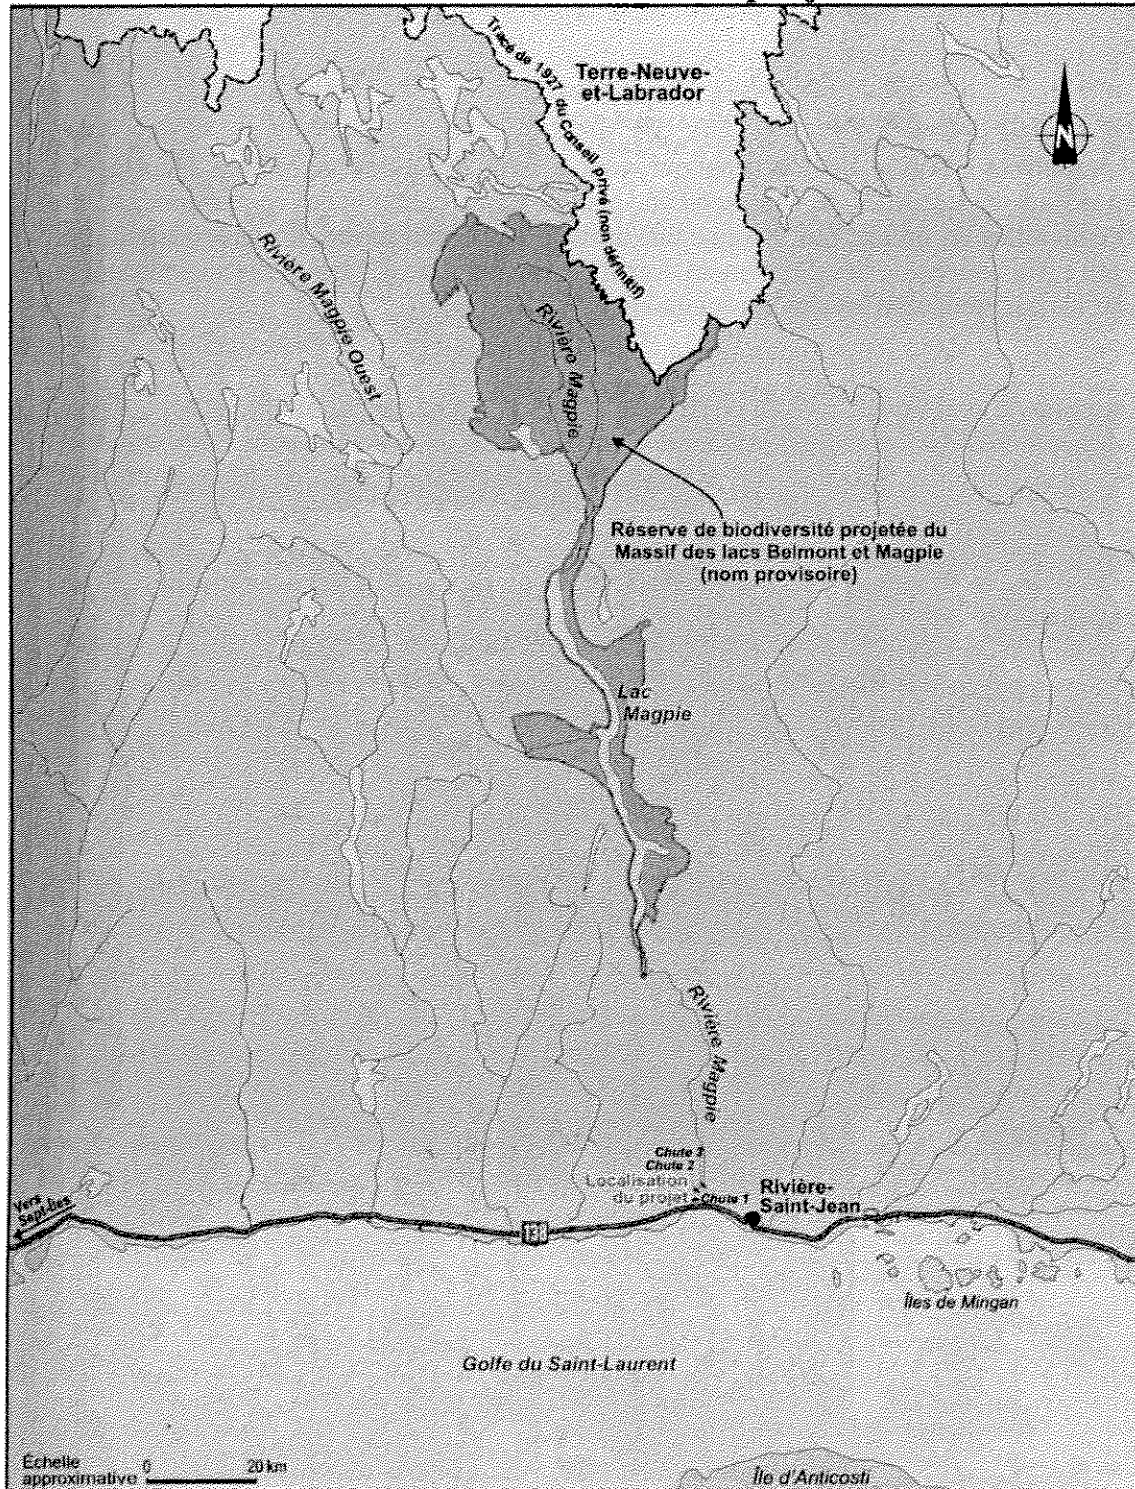 Tracé de 1927 du Conseil privé (non définitif)
Terre-Neuve-
et-Labrador
N
Rivière Magpie Ouest
Rivière Magpie
Réserve de biodiversité projetée du
Massif des lacs Belmont et Magpie
(nom provisoire)
Lac
Magpie
Rivière Magpie
Chute 3
Chute 2
Localisation
du projet
Chute 1
Rivière-
Saint-Jean
Vers
Sept-Îles
138
Îles de Mingan
Golfe du Saint-Laurent
Échelle
approximative
0 20 km
Île d'Anticosti